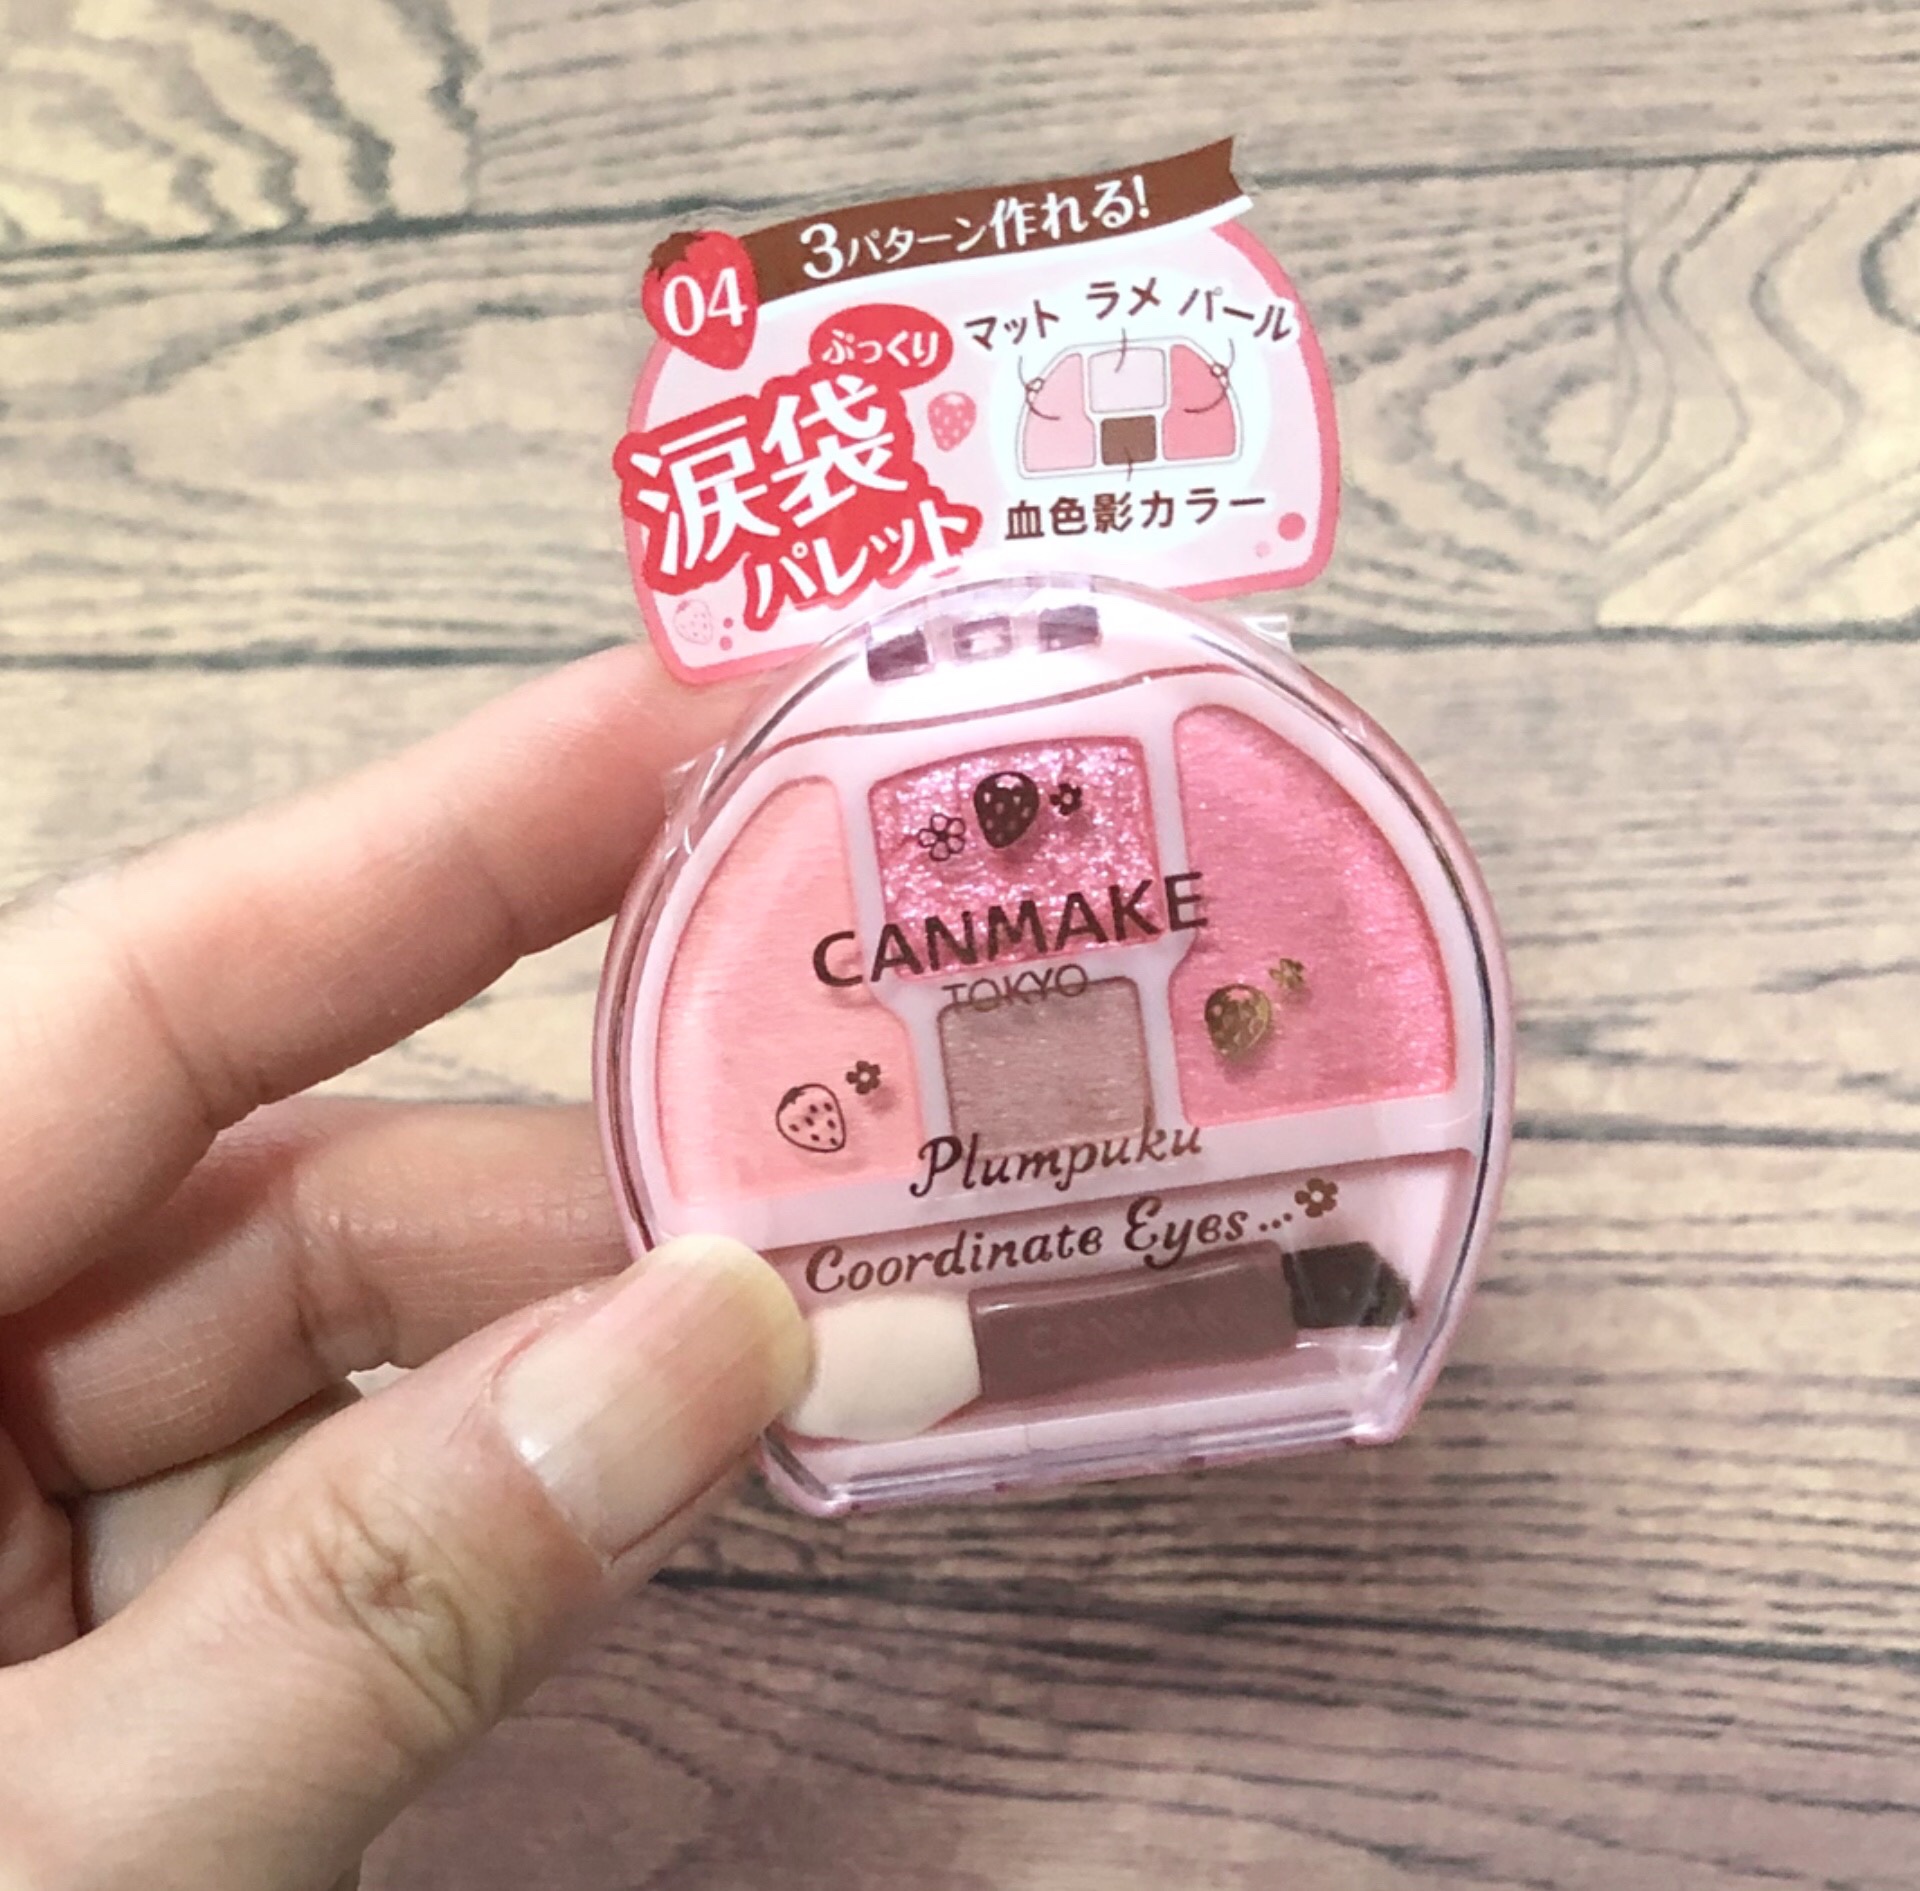 3パターン作れる!
04
ぷっくり
涙袋
パレット
マット ラメ パール
血色影カラー
CANMAKE
TOKYO
Plumpuku
Coordinate Eyes...